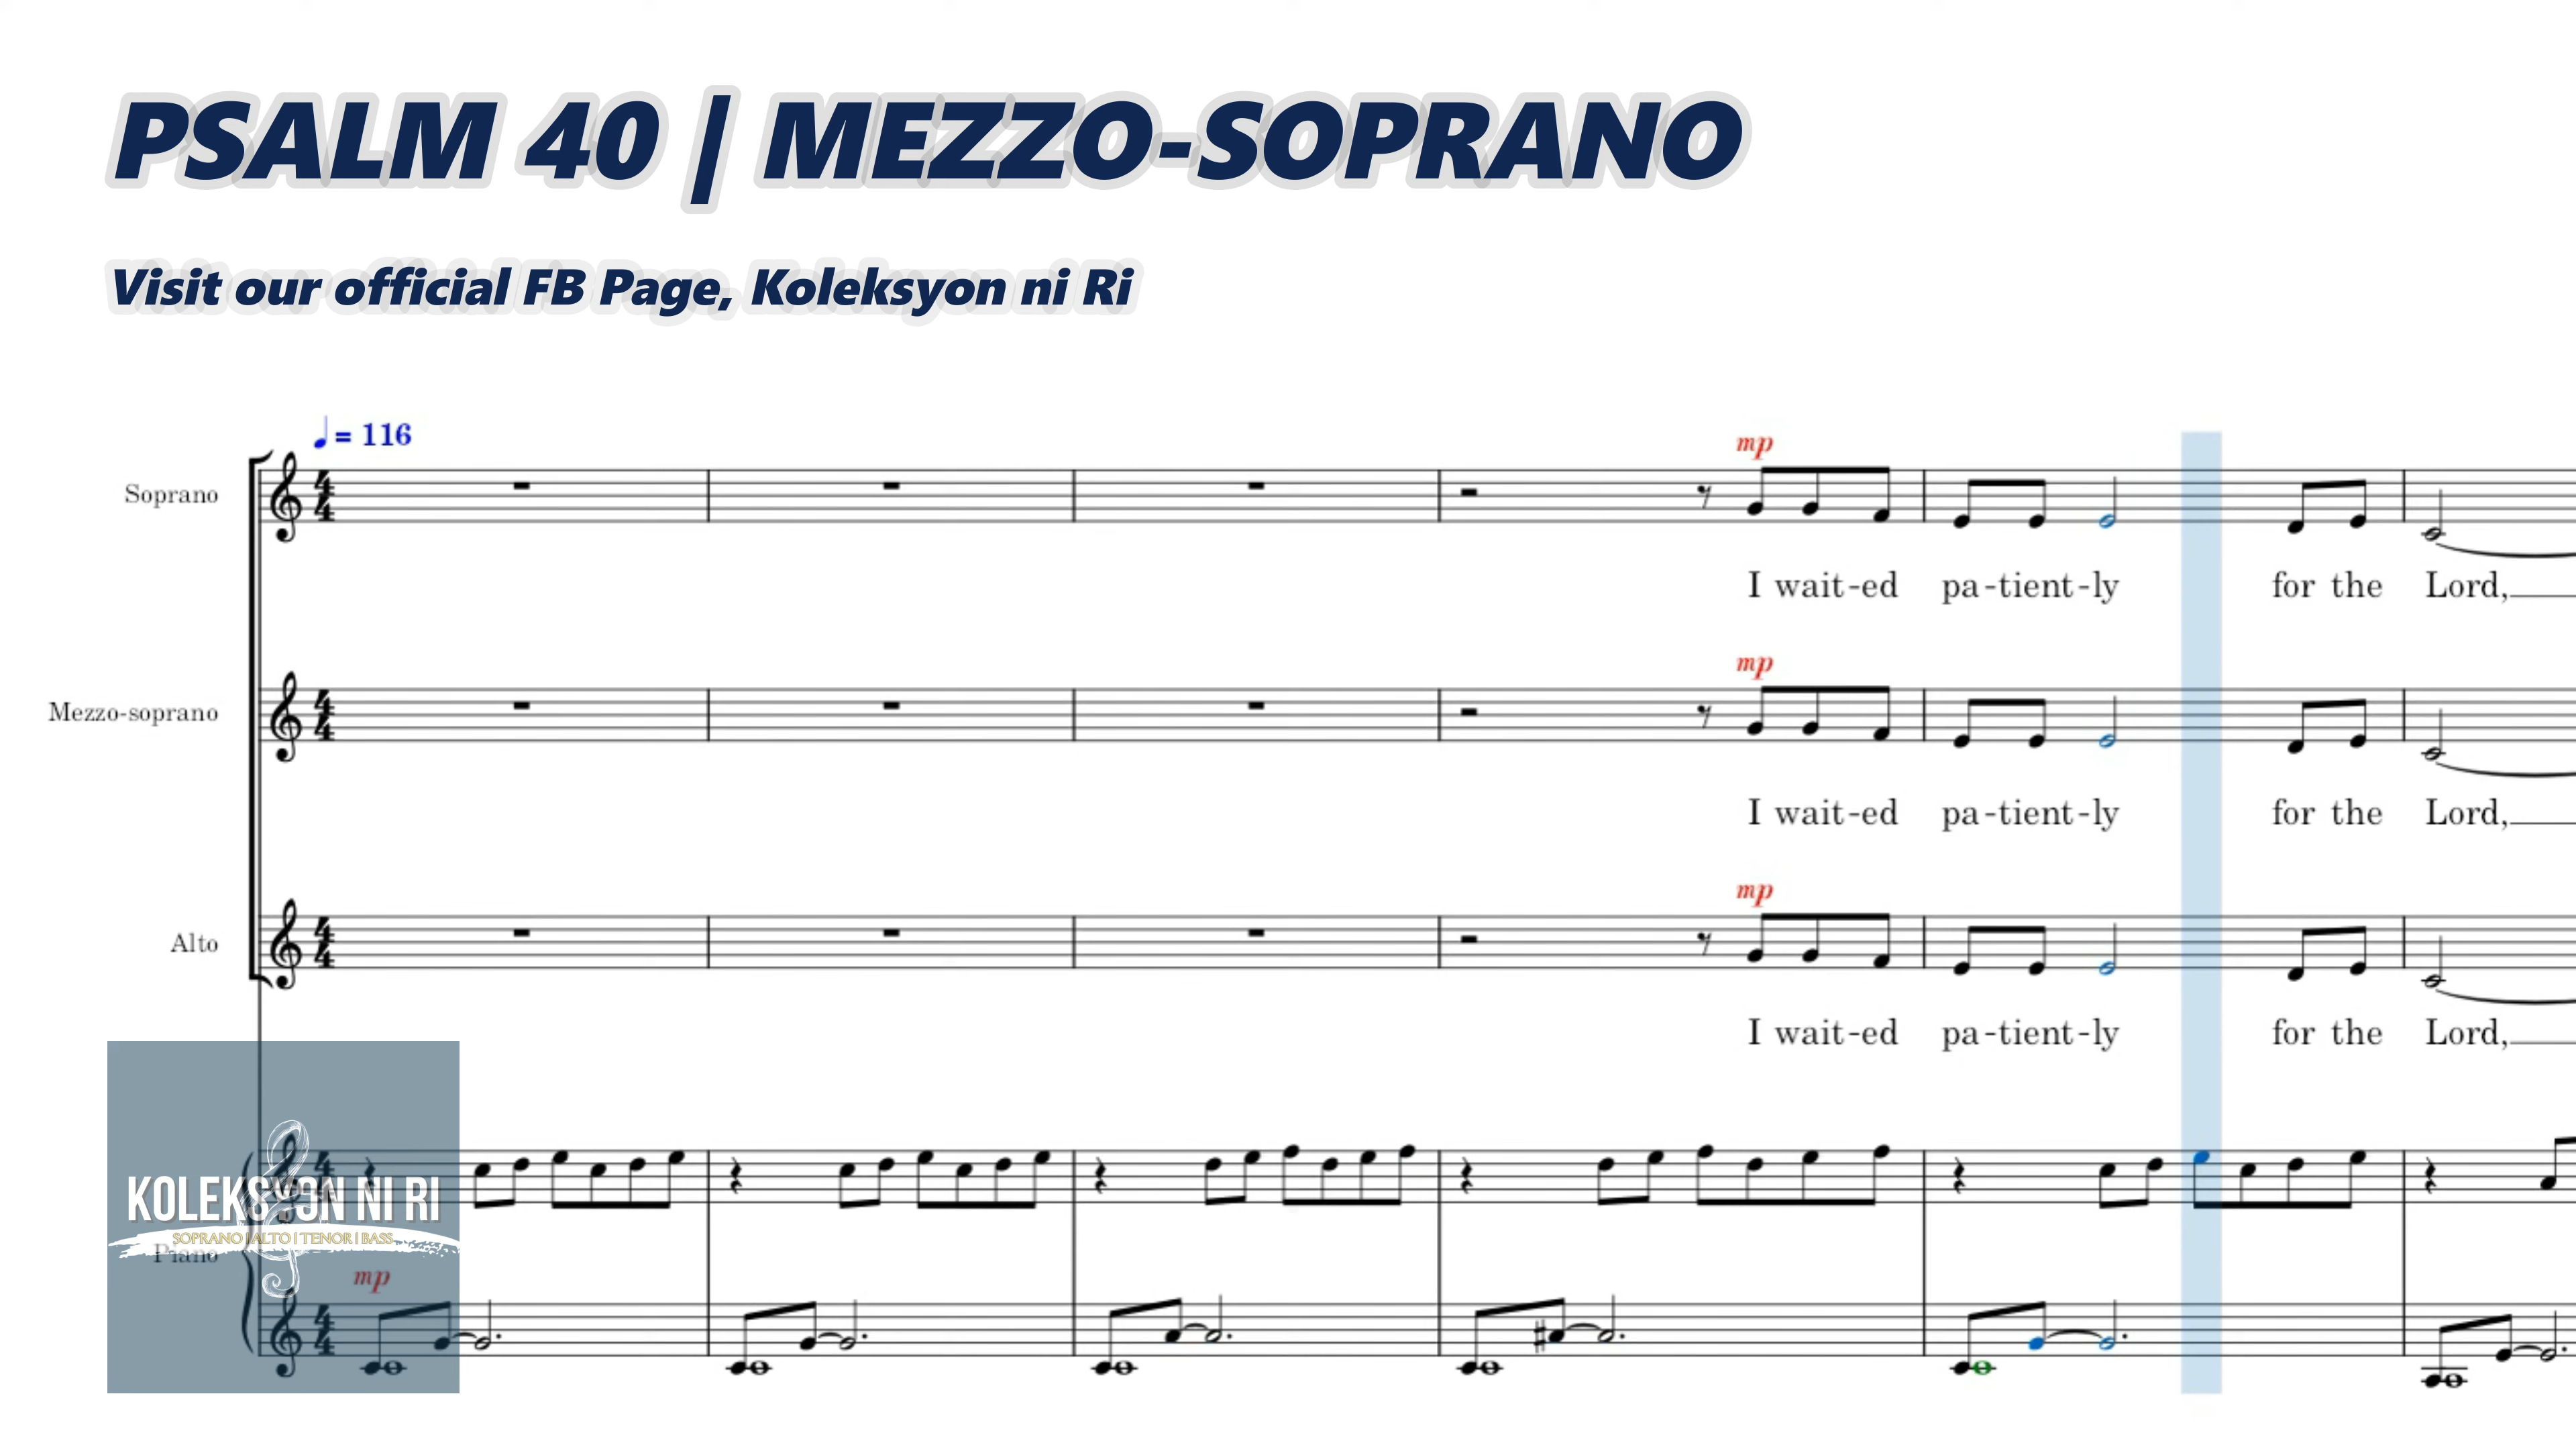 PSALM 40 | MEZZO-SOPRANO
Visit our official FB Page, Koleksyon ni Ri
♩ = 116
mp
Soprano
I wait-ed pa-tient-ly for the Lord,
mp
Mezzo-soprano
I wait-ed pa-tient-ly for the Lord,
mp
Alto
I wait-ed pa-tient-ly for the Lord,
KOLEKSYON NI RI
SOPRANO | ALTO | TENOR | BASS
Piano
mp